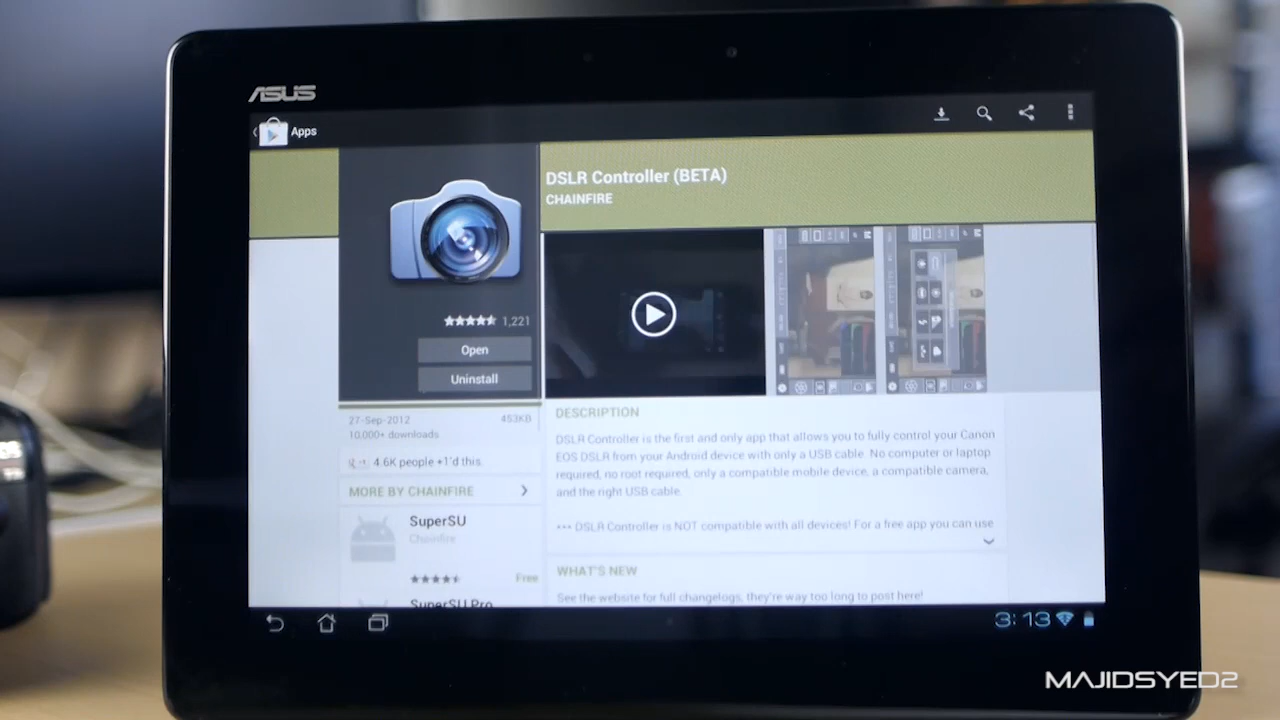 ASUS
Apps
DSLR Controller (BETA)
CHAINFIRE
1,221
Open
Uninstall
27-Sep-2012
453KB
10,000+ downloads
4.6K people +1'd this.
MORE BY CHAINFIRE
SuperSU
Chainfire
Free
SuperSU Pro
DESCRIPTION
DSLR Controller is the first and only app that allows you to fully control your Canon
EOS DSLR from your Android device with only a USB cable. No computer or laptop
required, no root required, only a compatible mobile device, a compatible camera,
and the right USB cable.
*** DSLR Controller is NOT compatible with all devices! For a free app you can use
WHAT'S NEW
See the website for full changelogs, they're way too long to post here!
3:13
MAJIDSYED2